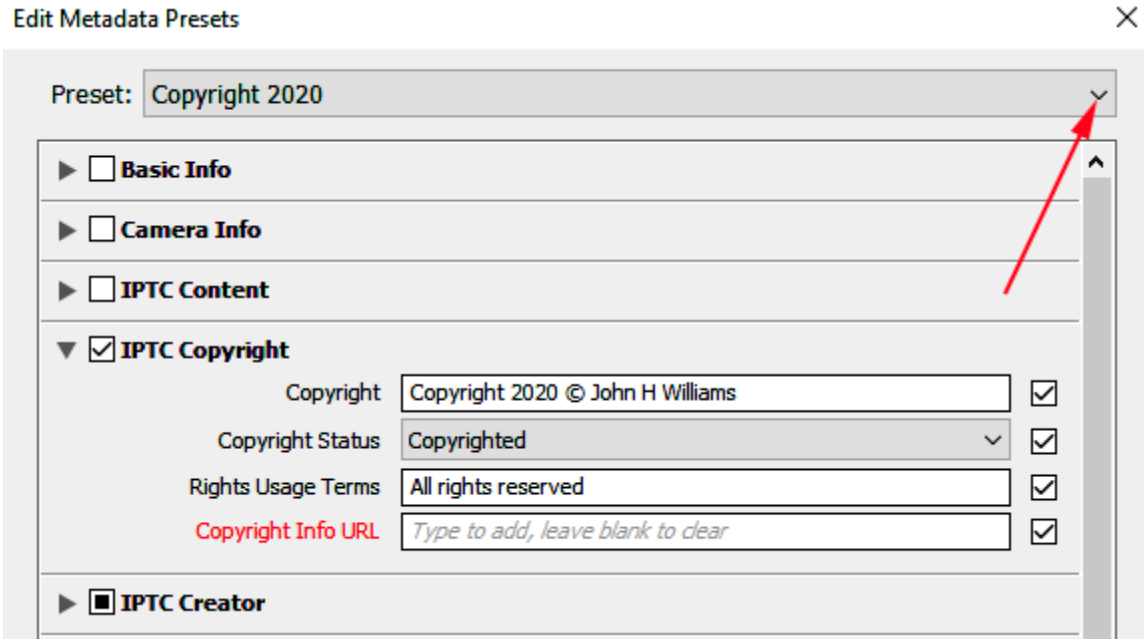 Edit Metadata Presets
Preset: Copyright 2020
Basic Info
Camera Info
IPTC Content
IPTC Copyright
Copyright Copyright 2020 © John H Williams
Copyright Status Copyrighted
Rights Usage Terms All rights reserved
Copyright Info URL Type to add, leave blank to clear
IPTC Creator